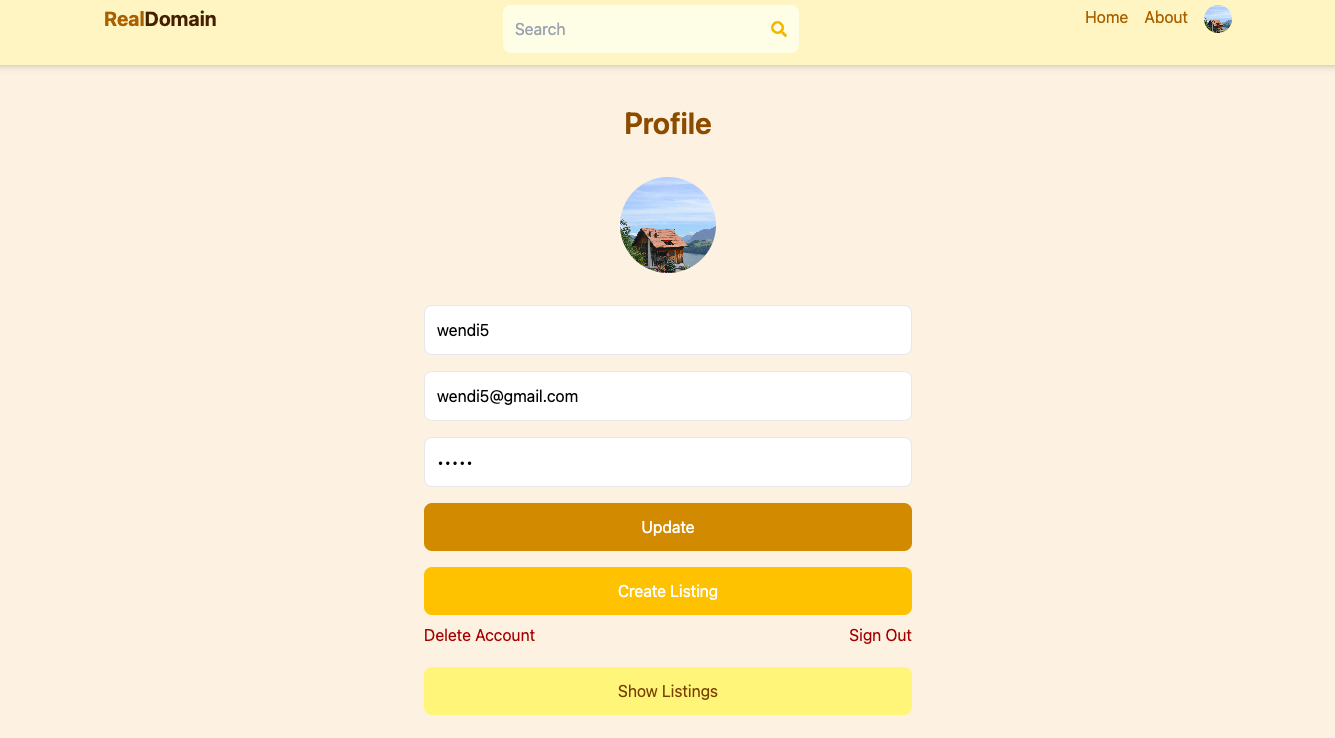 RealDomain
Search
Home About
Profile
wendi5
wendi5@gmail.com
•••••
Update
Create Listing
Delete Account Sign Out
Show Listings